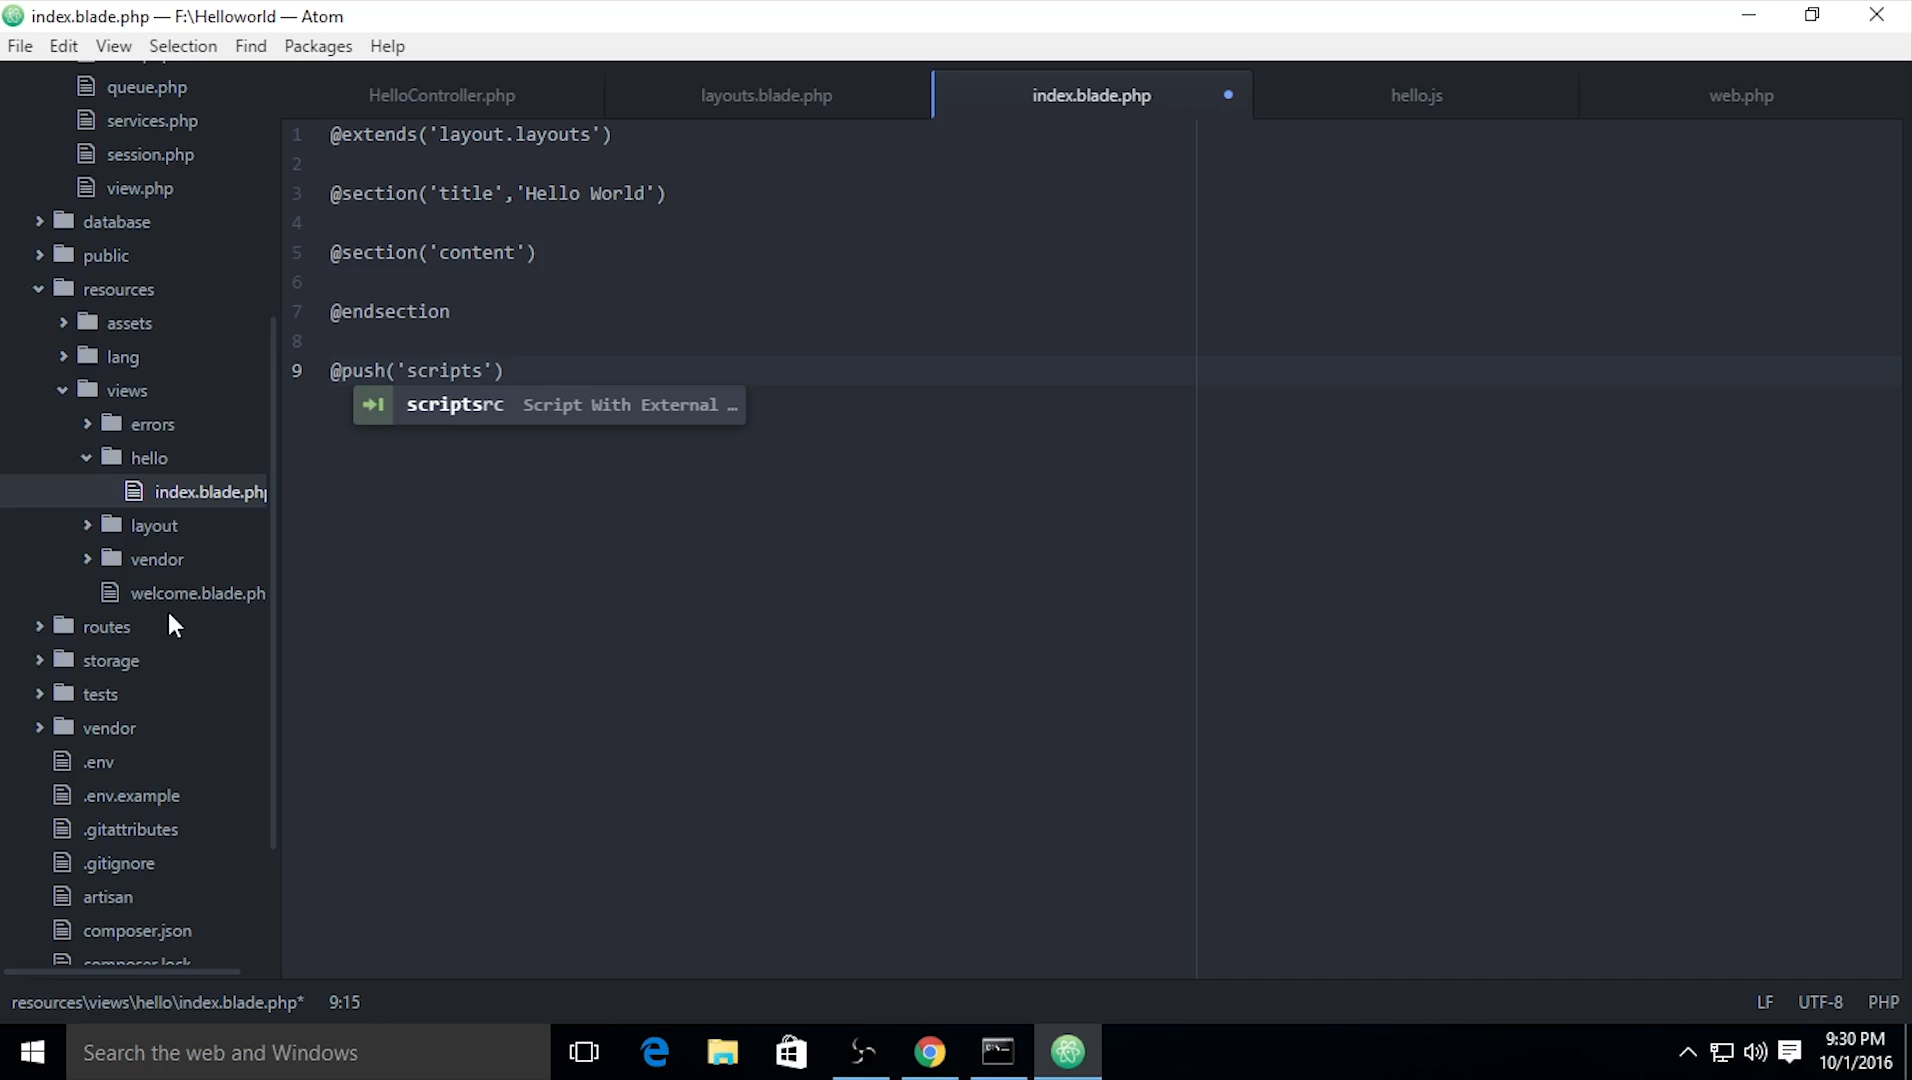 index.blade.php — F:\Helloworld — Atom
File Edit View Selection Find Packages Help
queue.php
services.php
session.php
view.php
database
public
resources
assets
lang
views
errors
hello
index.blade.php
layout
vendor
welcome.blade.ph
routes
storage
tests
vendor
.env
.env.example
.gitattributes
.gitignore
artisan
composer.json
composer.lock
HelloController.php layouts.blade.php index.blade.php hello.js web.php
1 @extends('layout.layouts')
2
3 @section('title','Hello World')
4
5 @section('content')
6
7 @endsection
8
9 @push('scripts')
scriptsrc Script With External …
resources\views\hello\index.blade.php* 9:15 LF UTF-8 PHP
Search the web and Windows
9:30 PM
10/1/2016